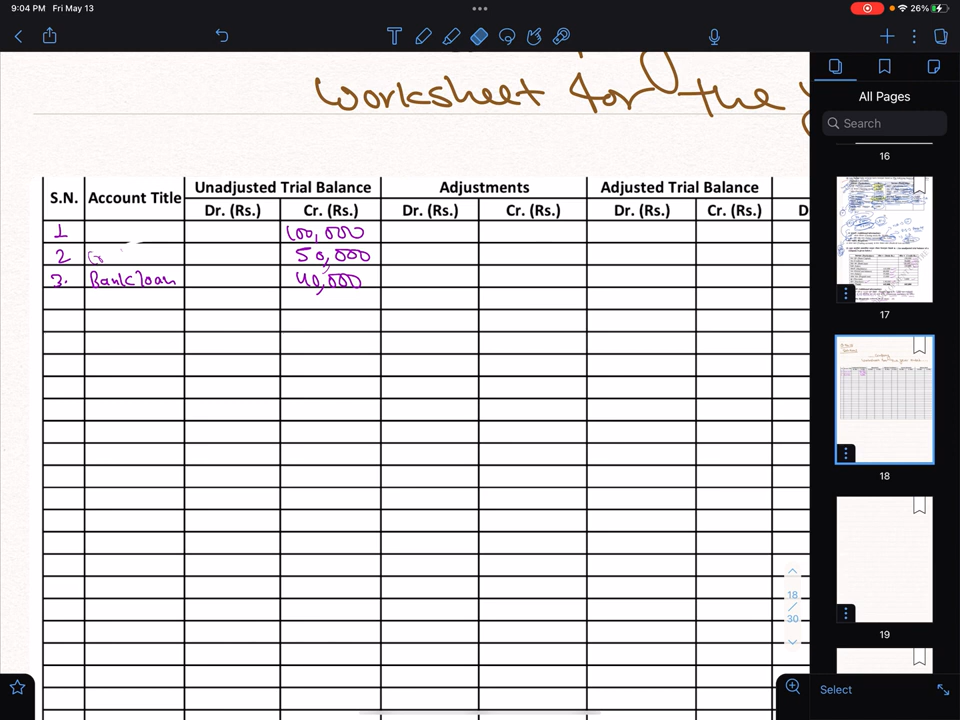 9:04 PM Fri May 13
26%
Worksheet for the
All Pages
Search
16
S.N. Account Title Unadjusted Trial Balance Adjustments Adjusted Trial Balance
Dr. (Rs.) Cr. (Rs.) Dr. (Rs.) Cr. (Rs.) Dr. (Rs.) Cr. (Rs.) D
1 100,000
2 50,000
3. Bank loan 40,000
17
18
18
/
30
19
Select